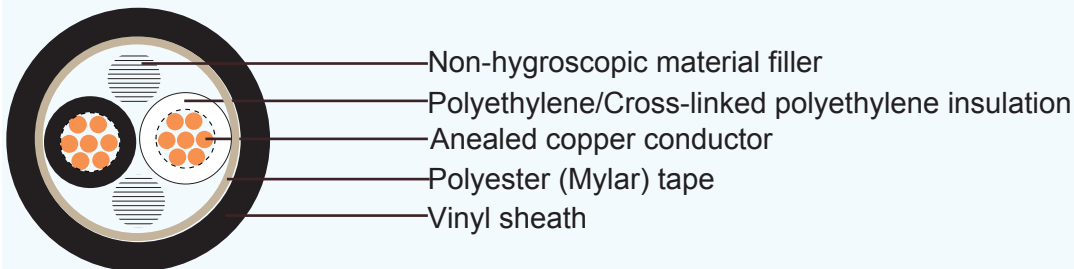 Non-hygroscopic material filler
Polyethylene/Cross-linked polyethylene insulation
Anealed copper conductor
Polyester (Mylar) tape
Vinyl sheath